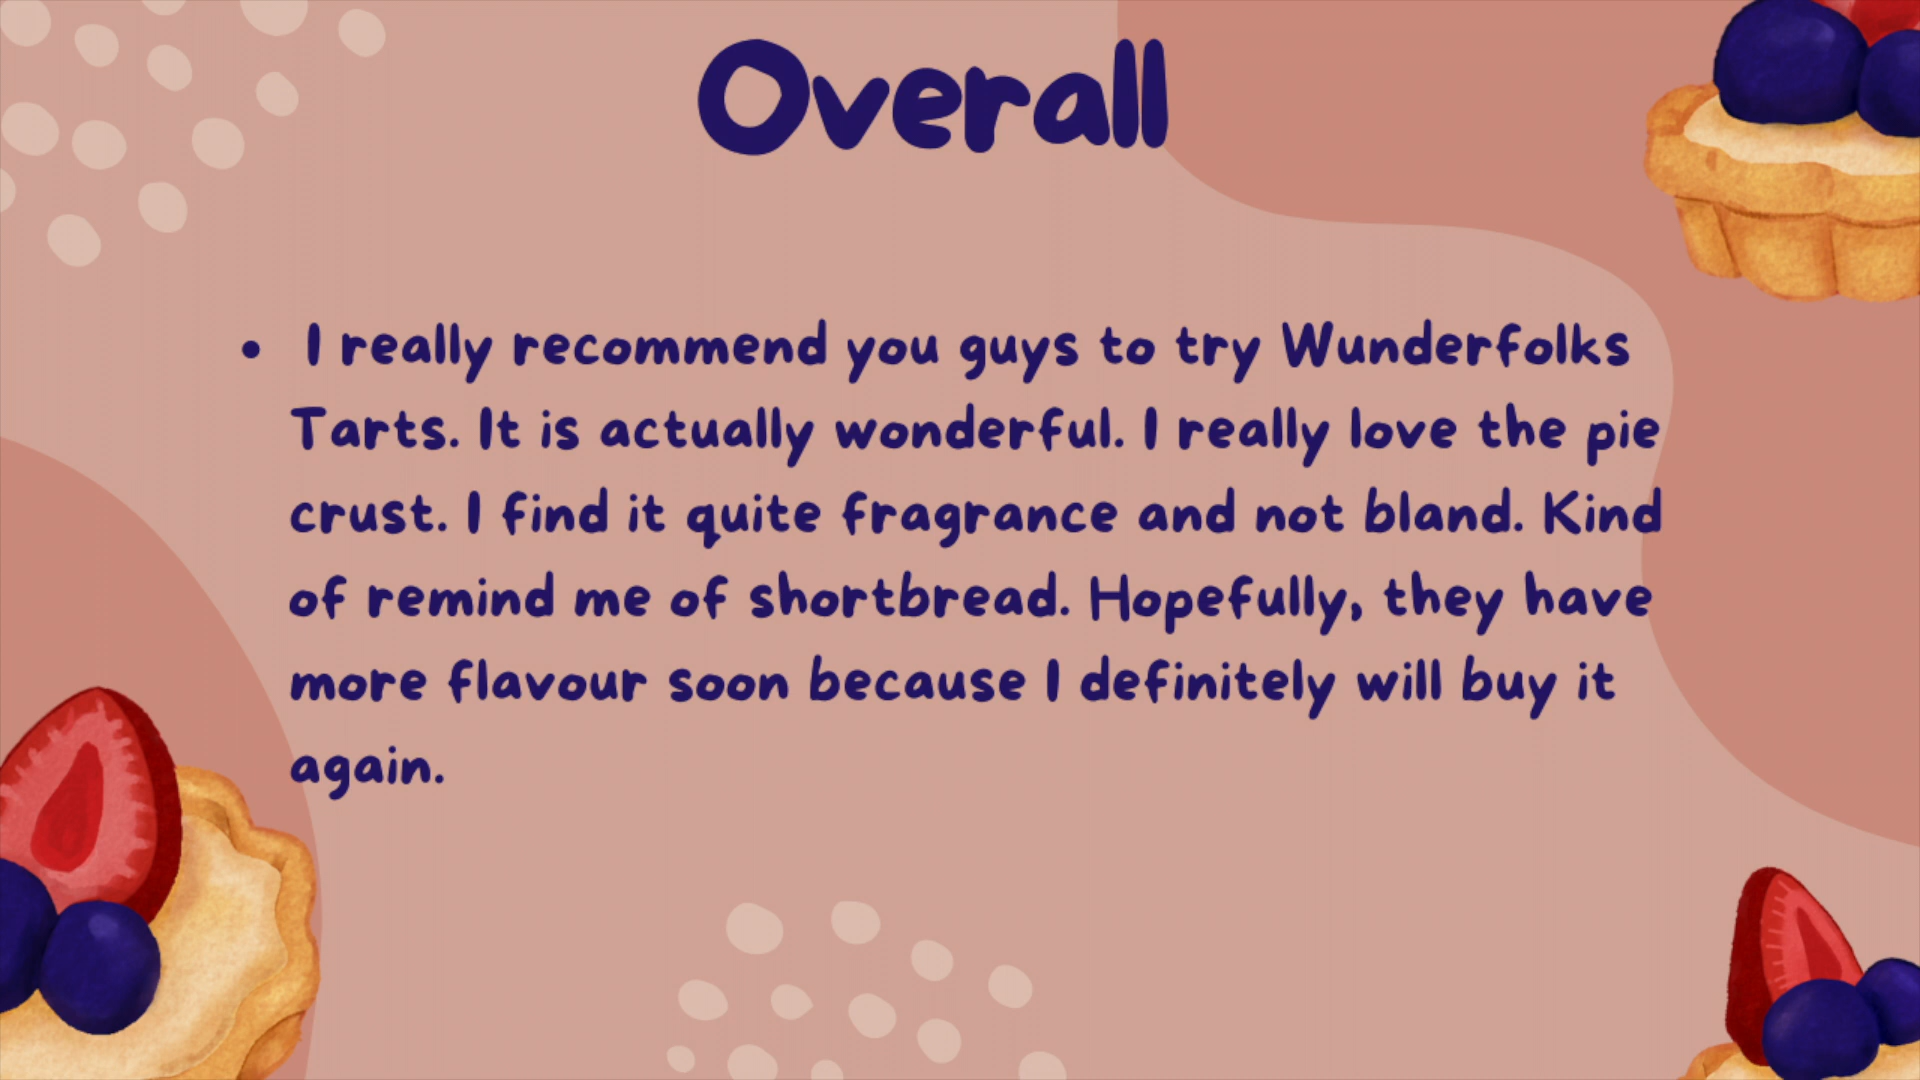 Overall
• I really recommend you guys to try Wunderfolks
Tarts. It is actually wonderful. I really love the pie
crust. I find it quite fragrance and not bland. Kind
of remind me of shortbread. Hopefully, they have
more flavour soon because I definitely will buy it
again.